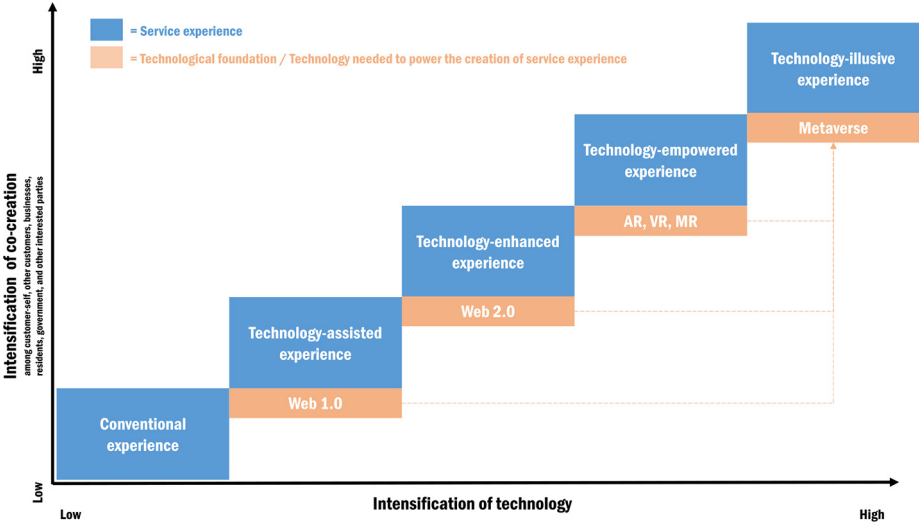 = Service experience
= Technological foundation / Technology needed to power the creation of service experience
High
Intensification of co-creation
among customer-self, other customers, businesses,
residents, government, and other interested parties
Low
Technology-illusive
experience
Metaverse
Technology-empowered
experience
AR, VR, MR
Technology-enhanced
experience
Web 2.0
Technology-assisted
experience
Web 1.0
Conventional
experience
Low
Intensification of technology
High